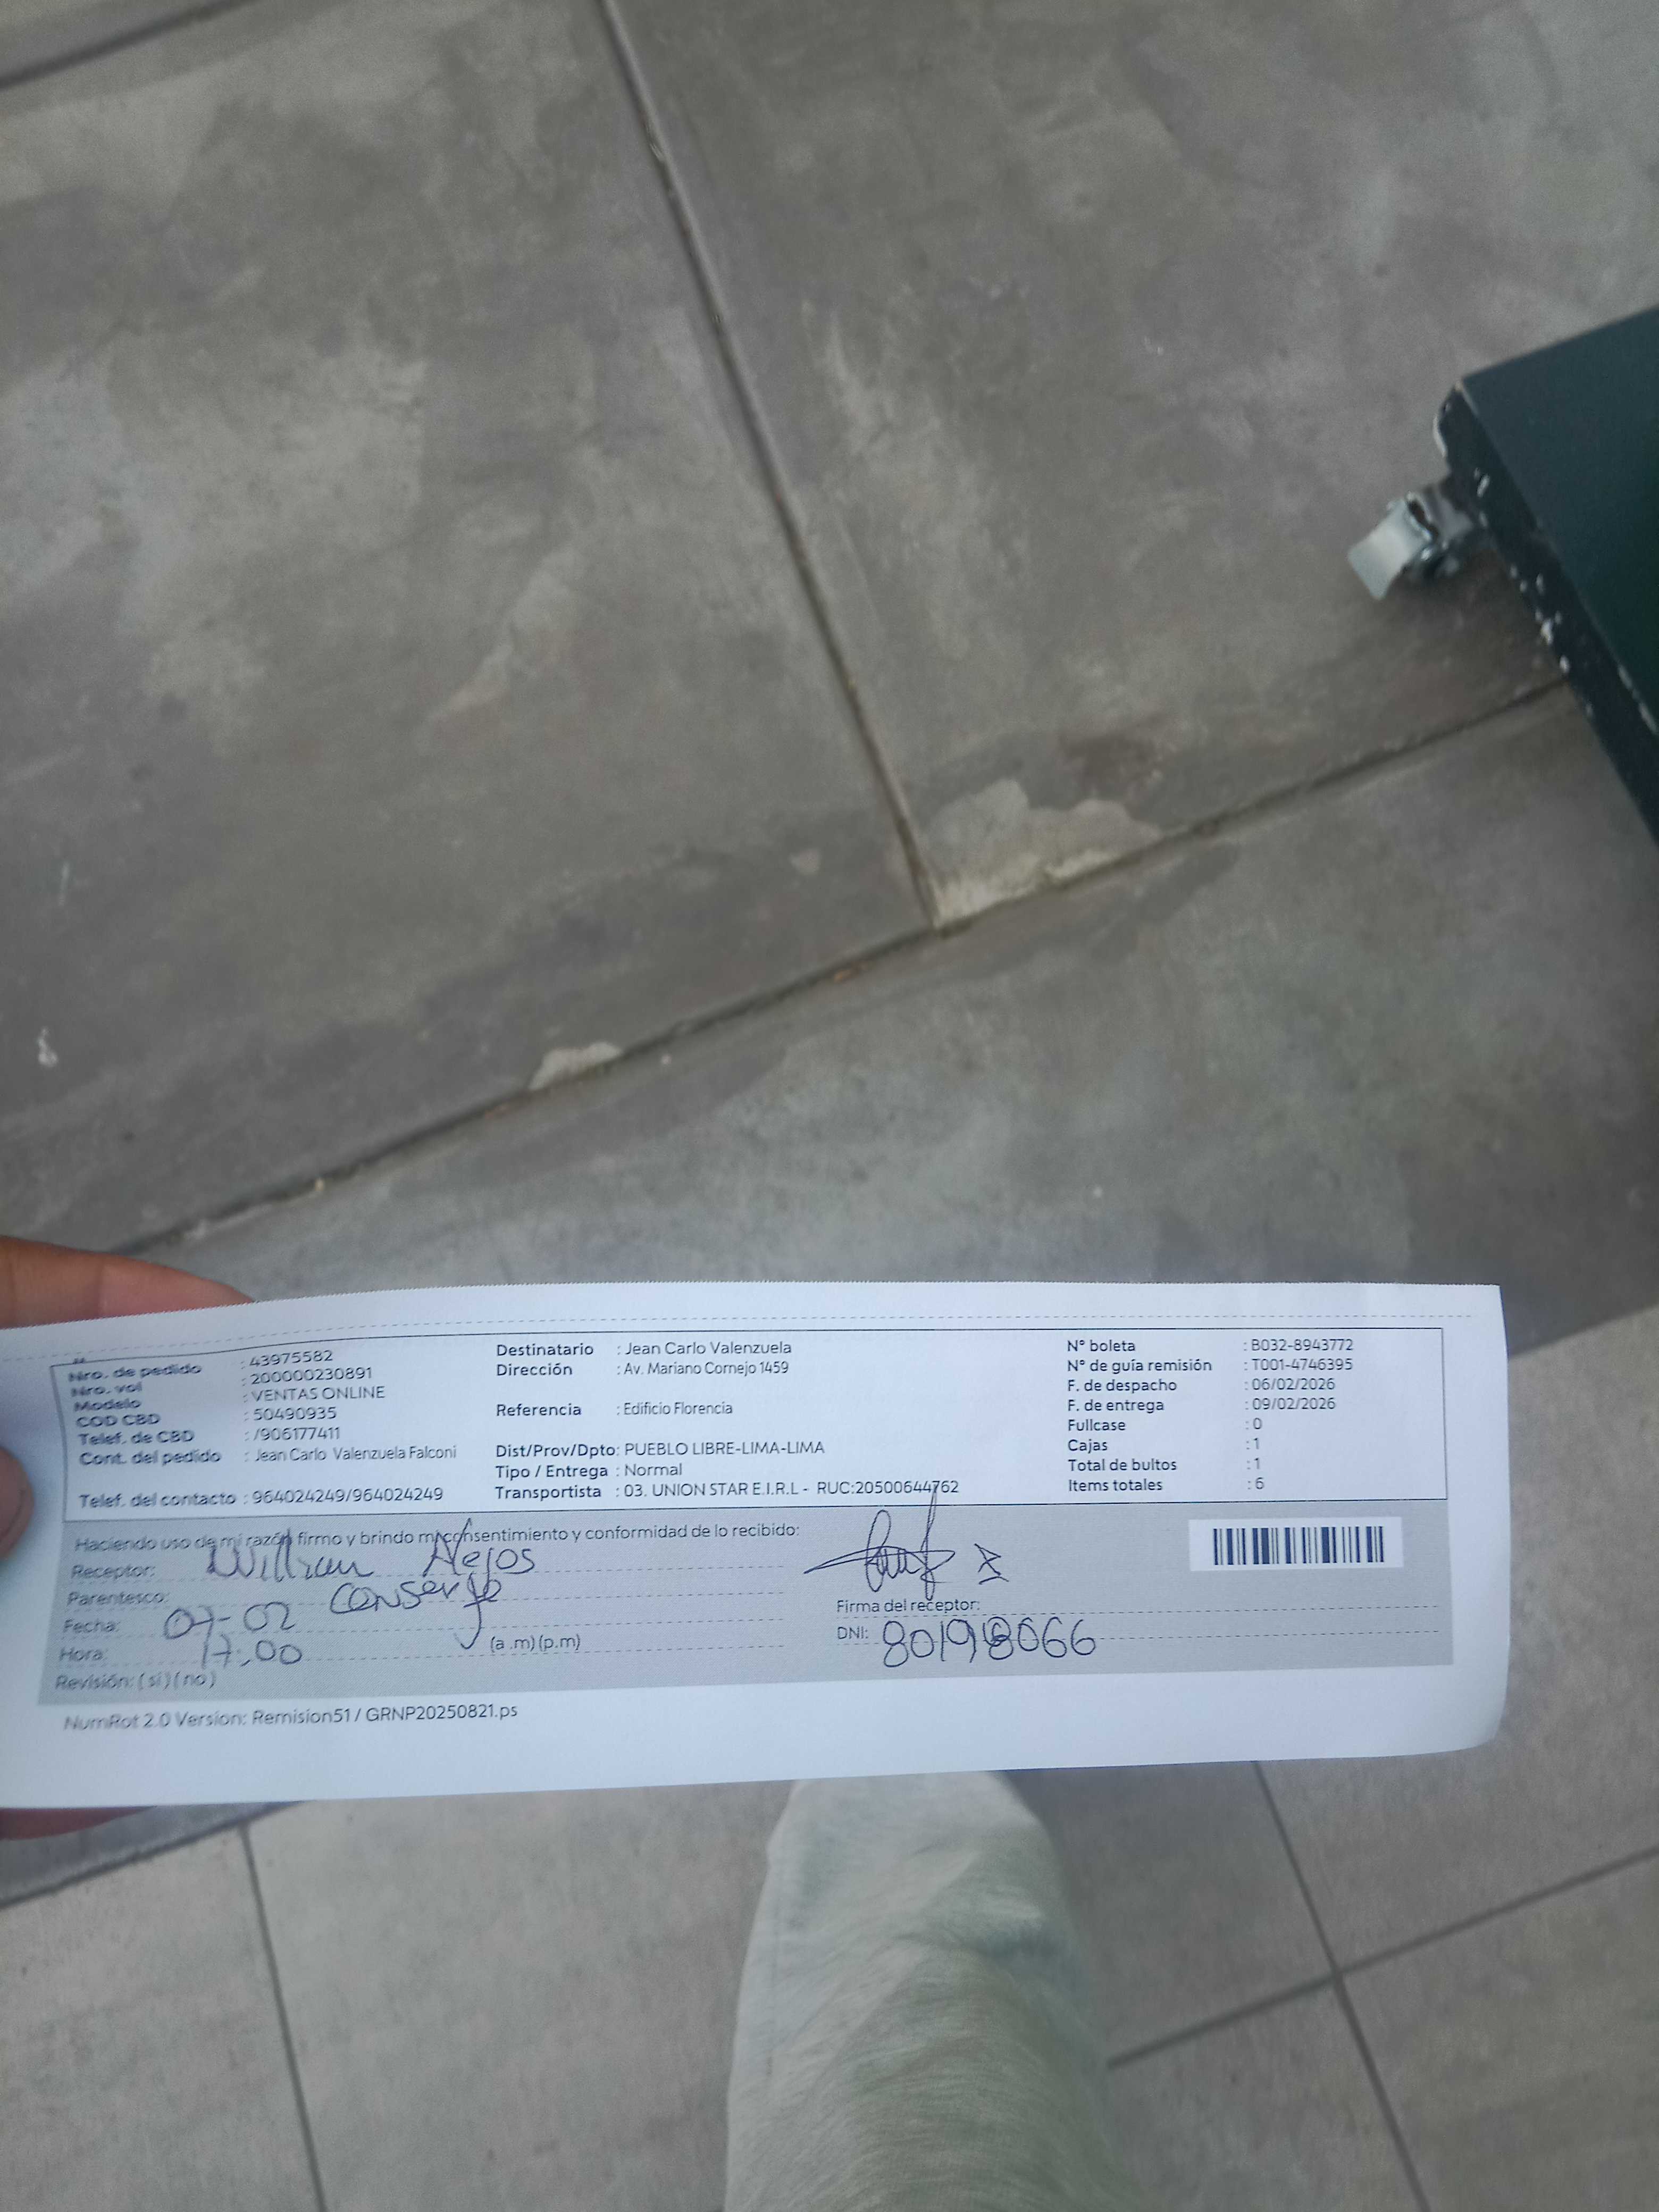 Nro. de pedido : 43975582
Nro. vol : 200000230891
Modelo : VENTAS ONLINE
COD CBD : 50490935
Telef. de CBD : /906177411
Cont. del pedido : Jean Carlo Valenzuela Falconi
Telef. del contacto : 964024249/964024249
Destinatario : Jean Carlo Valenzuela
Dirección : Av. Mariano Cornejo 1459
Referencia : Edificio Florencia
Dist/Prov/Dpto: PUEBLO LIBRE-LIMA-LIMA
Tipo / Entrega : Normal
Transportista : 03. UNION STAR E.I.R.L - RUC:20500644762
N° boleta : B032-8943772
N° de guía remisión : T001-4746395
F. de despacho : 06/02/2026
F. de entrega : 09/02/2026
Fullcase : 0
Cajas : 1
Total de bultos : 1
Items totales : 6
Haciendo uso de mi razón firmo y brindo mi consentimiento y conformidad de lo recibido:
Receptor: Willian
Parentesco: Conserje
Fecha: 07-02
Hora: 17:00 (a .m) (p.m)
Revisión: ( si ) ( no )
Firma del receptor:
DNI: 80198066
NumRot 2.0 Version: Remision51 / GRNP20250821.ps